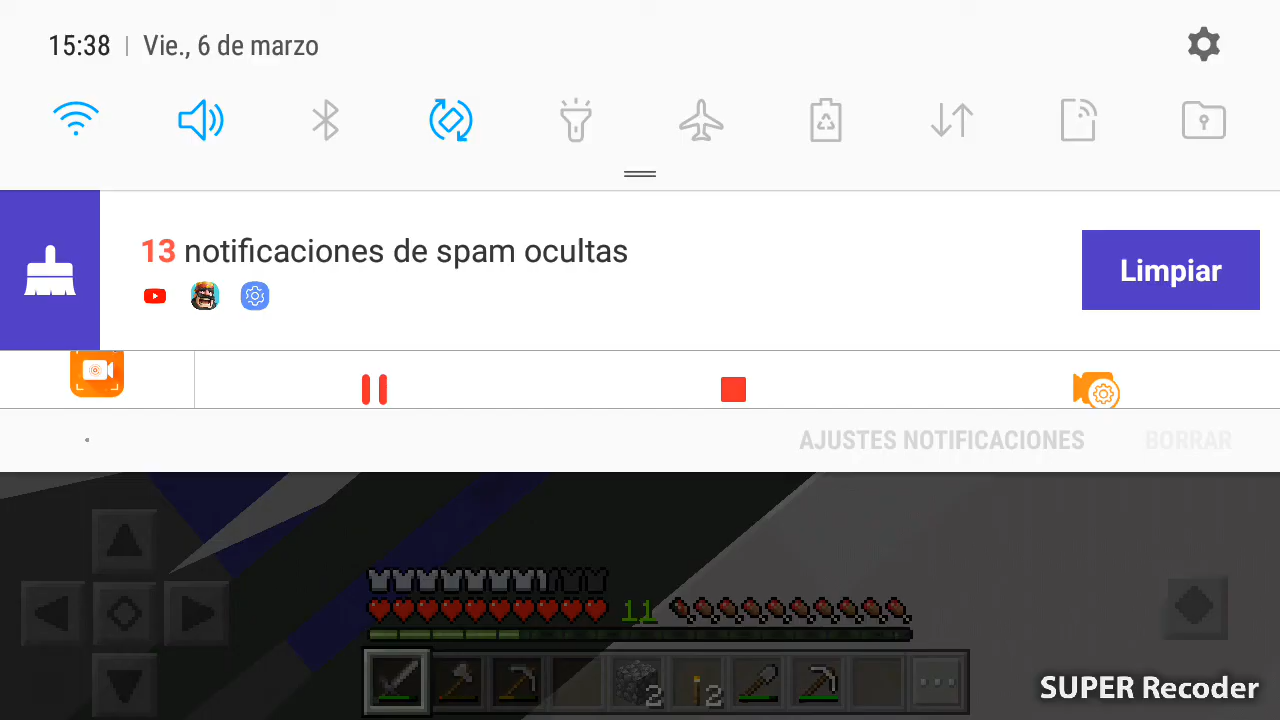 15:38 | Vie., 6 de marzo
13 notificaciones de spam ocultas
Limpiar
AJUSTES NOTIFICACIONES
BORRAR
11
2
2
SUPER Recoder